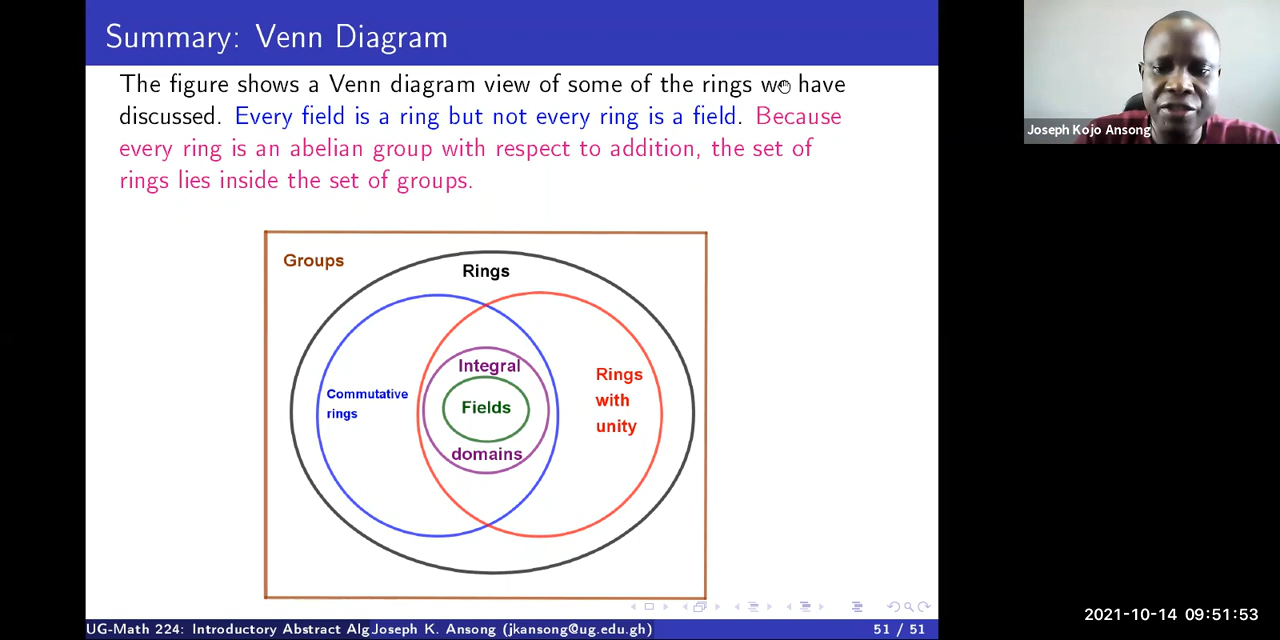 Summary: Venn Diagram
The figure shows a Venn diagram view of some of the rings we have
discussed. Every field is a ring but not every ring is a field. Because
every ring is an abelian group with respect to addition, the set of
rings lies inside the set of groups.
Joseph Kojo Ansong
Groups
Rings
Integral
Fields
domains
Commutative
rings
Rings
with
unity
UG-Math 224: Introductory Abstract Alg Joseph K. Ansong (jkansong@ug.edu.gh)
51 / 51
2021-10-14 09:51:53